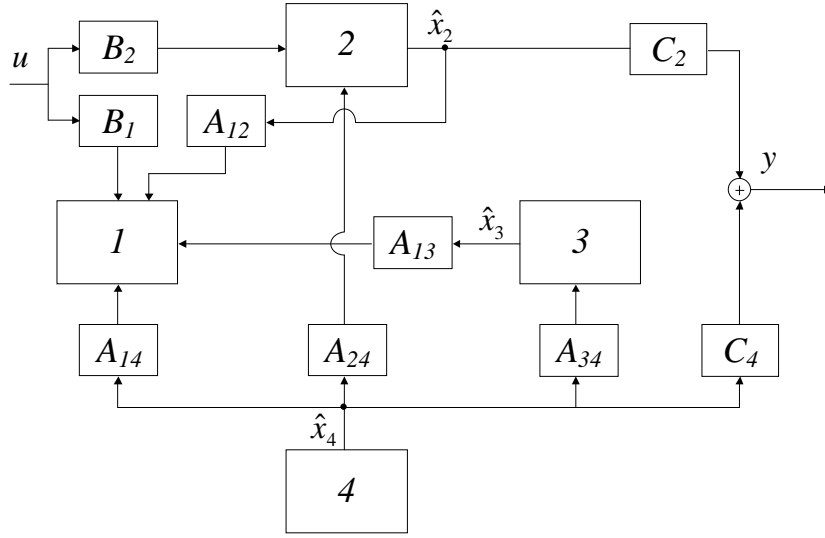 u
B₂
2
x̂₂
C₂
B₁
A₁₂
y
+
1
A₁₃
x̂₃
3
A₁₄
A₂₄
A₃₄
C₄
x̂₄
4